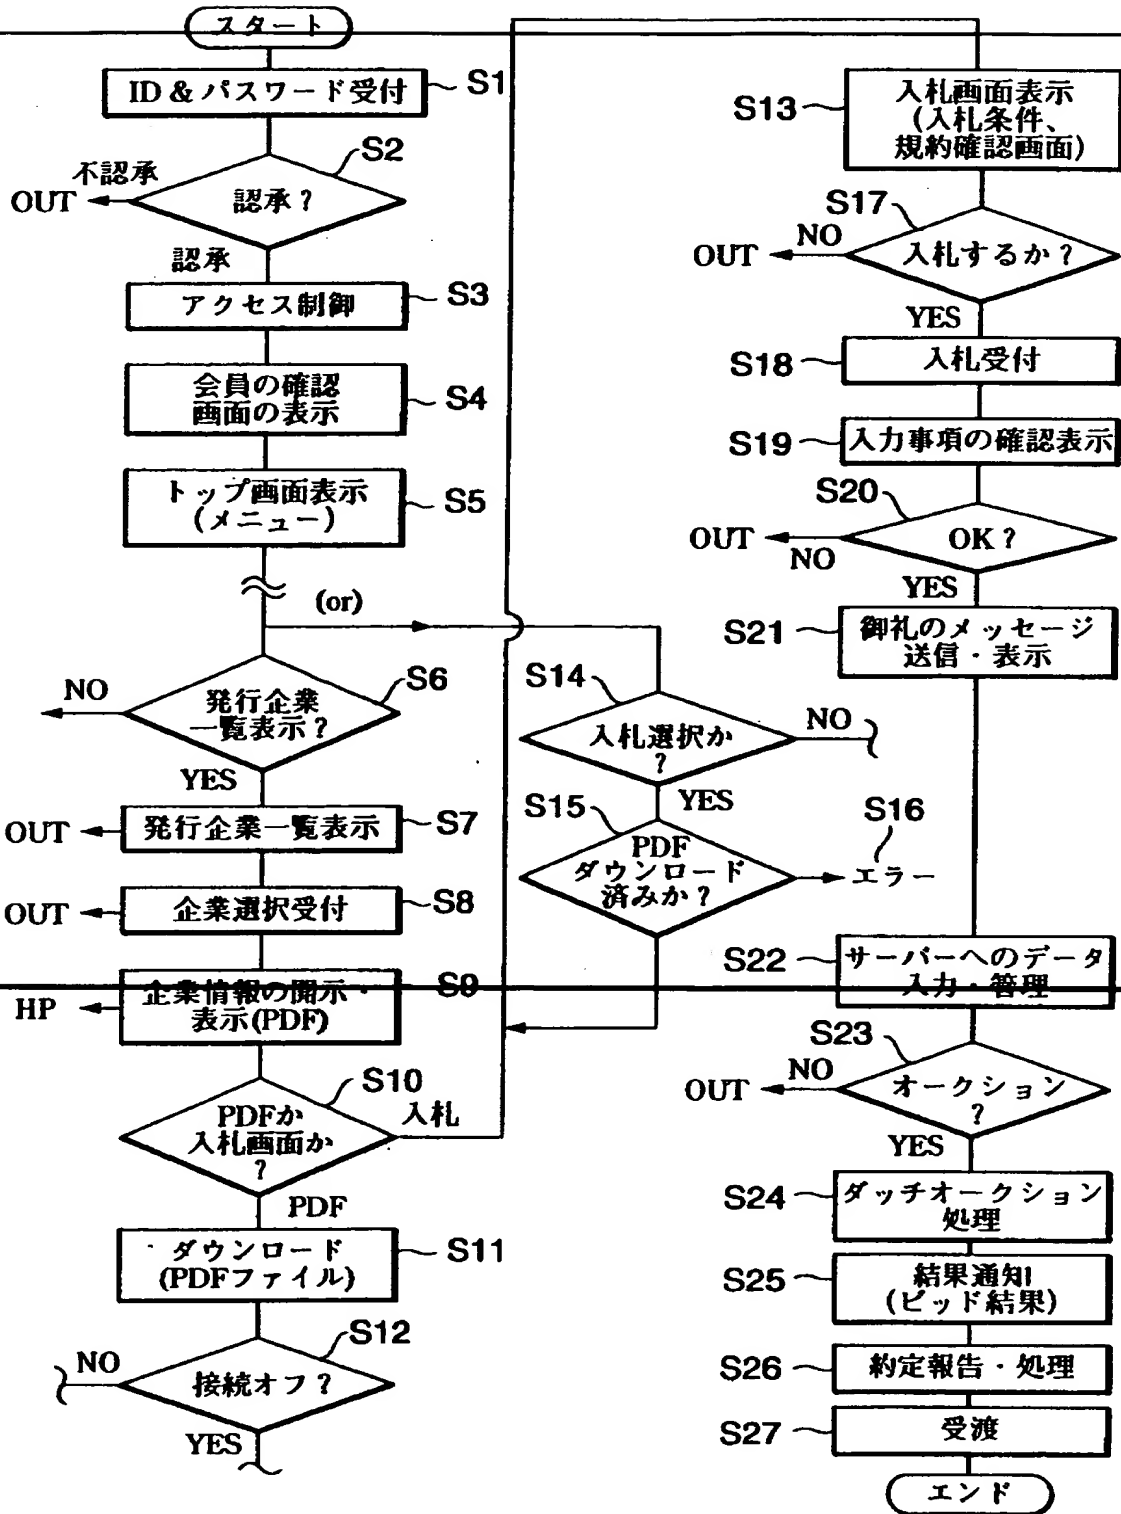 スタート
ID & パスワード受付
S1
S2
不認承
OUT
認承?
認承
アクセス制御
S3
会員の確認
画面の表示
S4
トップ画面表示
(メニュー)
S5
(or)
S6
NO
発行企業
一覧表示?
YES
OUT
発行企業一覧表示
S7
OUT
企業選択受付
S8
HP
企業情報の開示・
表示(PDF)
S9
S10
PDFか
入札画面か
?
入札
PDF
ダウンロード
(PDFファイル)
S11
S12
NO
接続オフ?
YES
S14
入札選択か
?
NO
YES
S15
PDF
ダウンロード
済みか?
S16
エラー
S13
入札画面表示
(入札条件、
規約確認画面)
S17
OUT
NO
入札するか?
YES
S18
入札受付
S19
入力事項の確認表示
S20
OUT
NO
OK?
YES
S21
御礼のメッセージ
送信・表示
S22
サーバーへのデータ
入力・管理
S23
OUT
NO
オークション
?
YES
S24
ダッチオークション
処理
S25
結果通知
(ビッド結果)
S26
約定報告・処理
S27
受渡
エンド